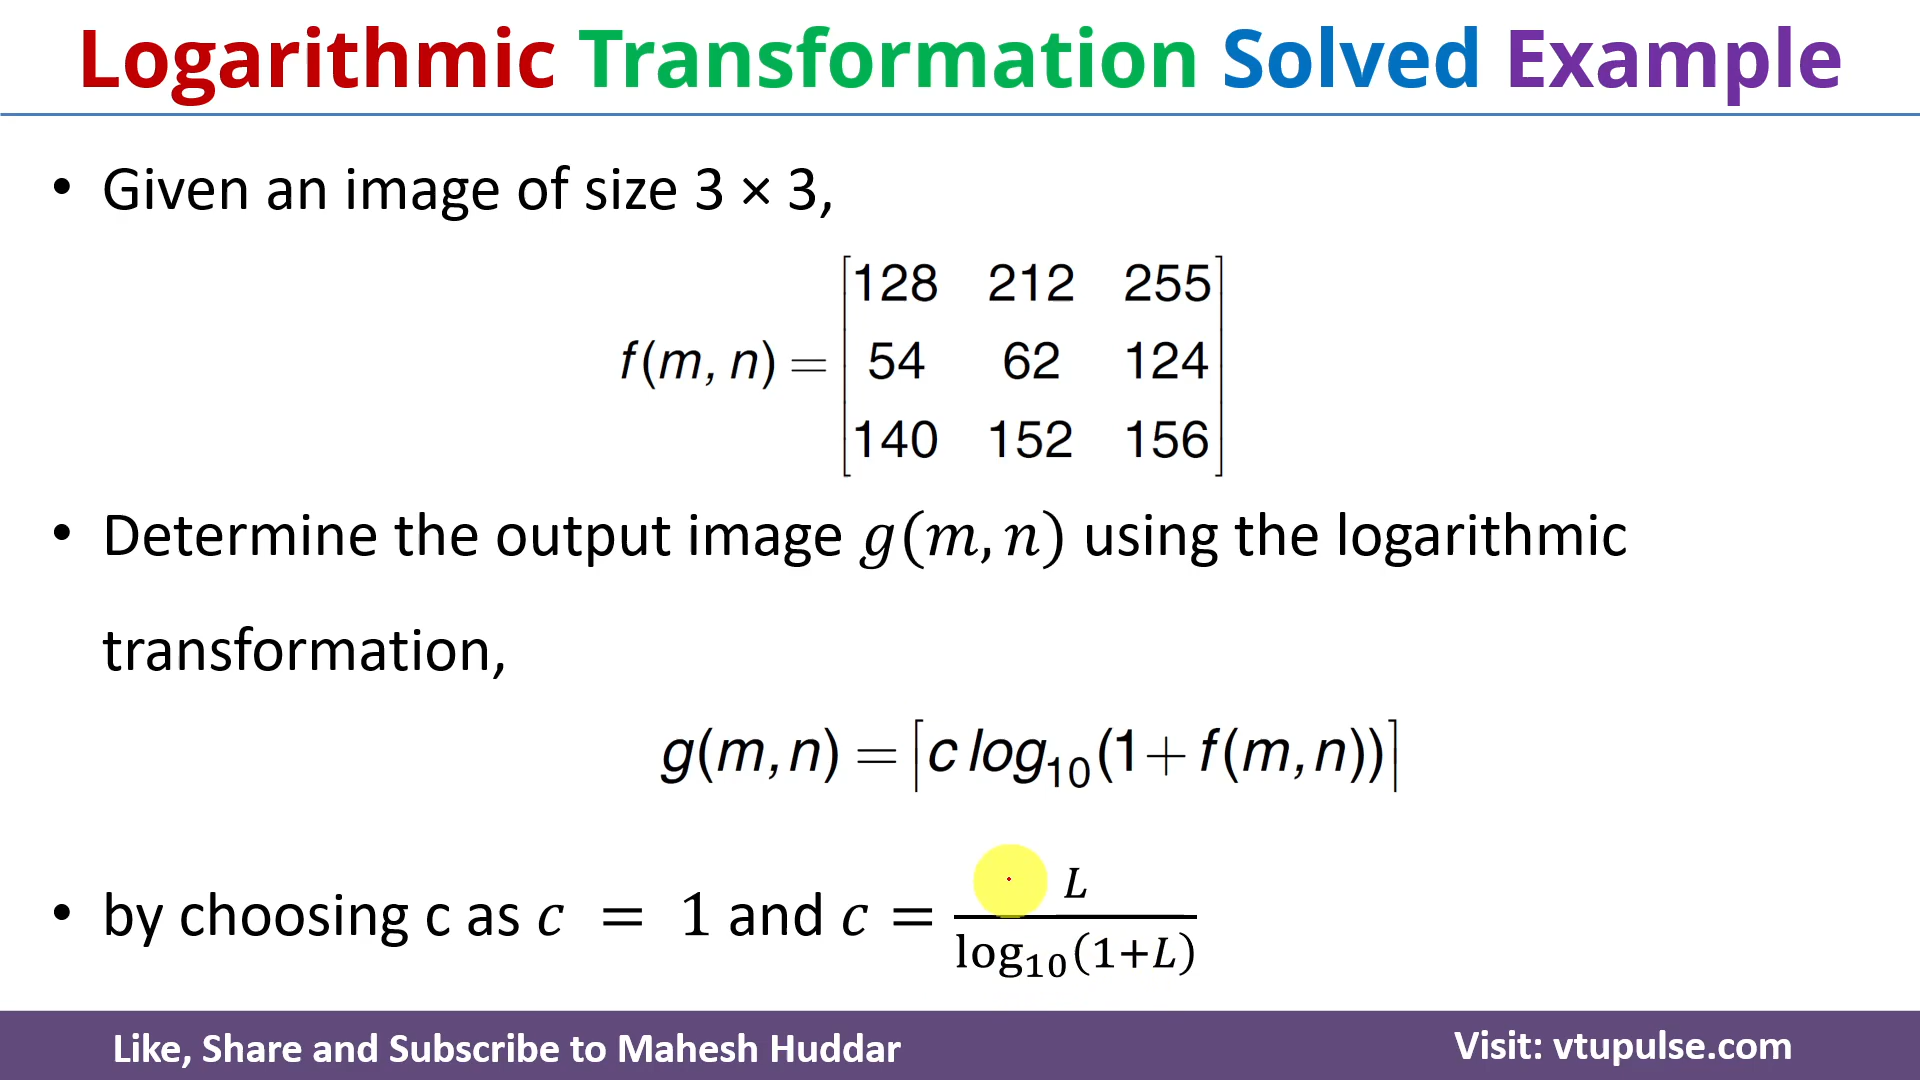 Logarithmic Transformation Solved Example
• Given an image of size 3 × 3,
f(m, n) = [128 212 255
54 62 124
140 152 156]
• Determine the output image g(m, n) using the logarithmic
transformation,
g(m, n) = ⌈c log₁₀(1 + f(m, n))⌉
• by choosing c as c = 1 and c = L / log₁₀(1+L)
Like, Share and Subscribe to Mahesh Huddar
Visit: vtupulse.com